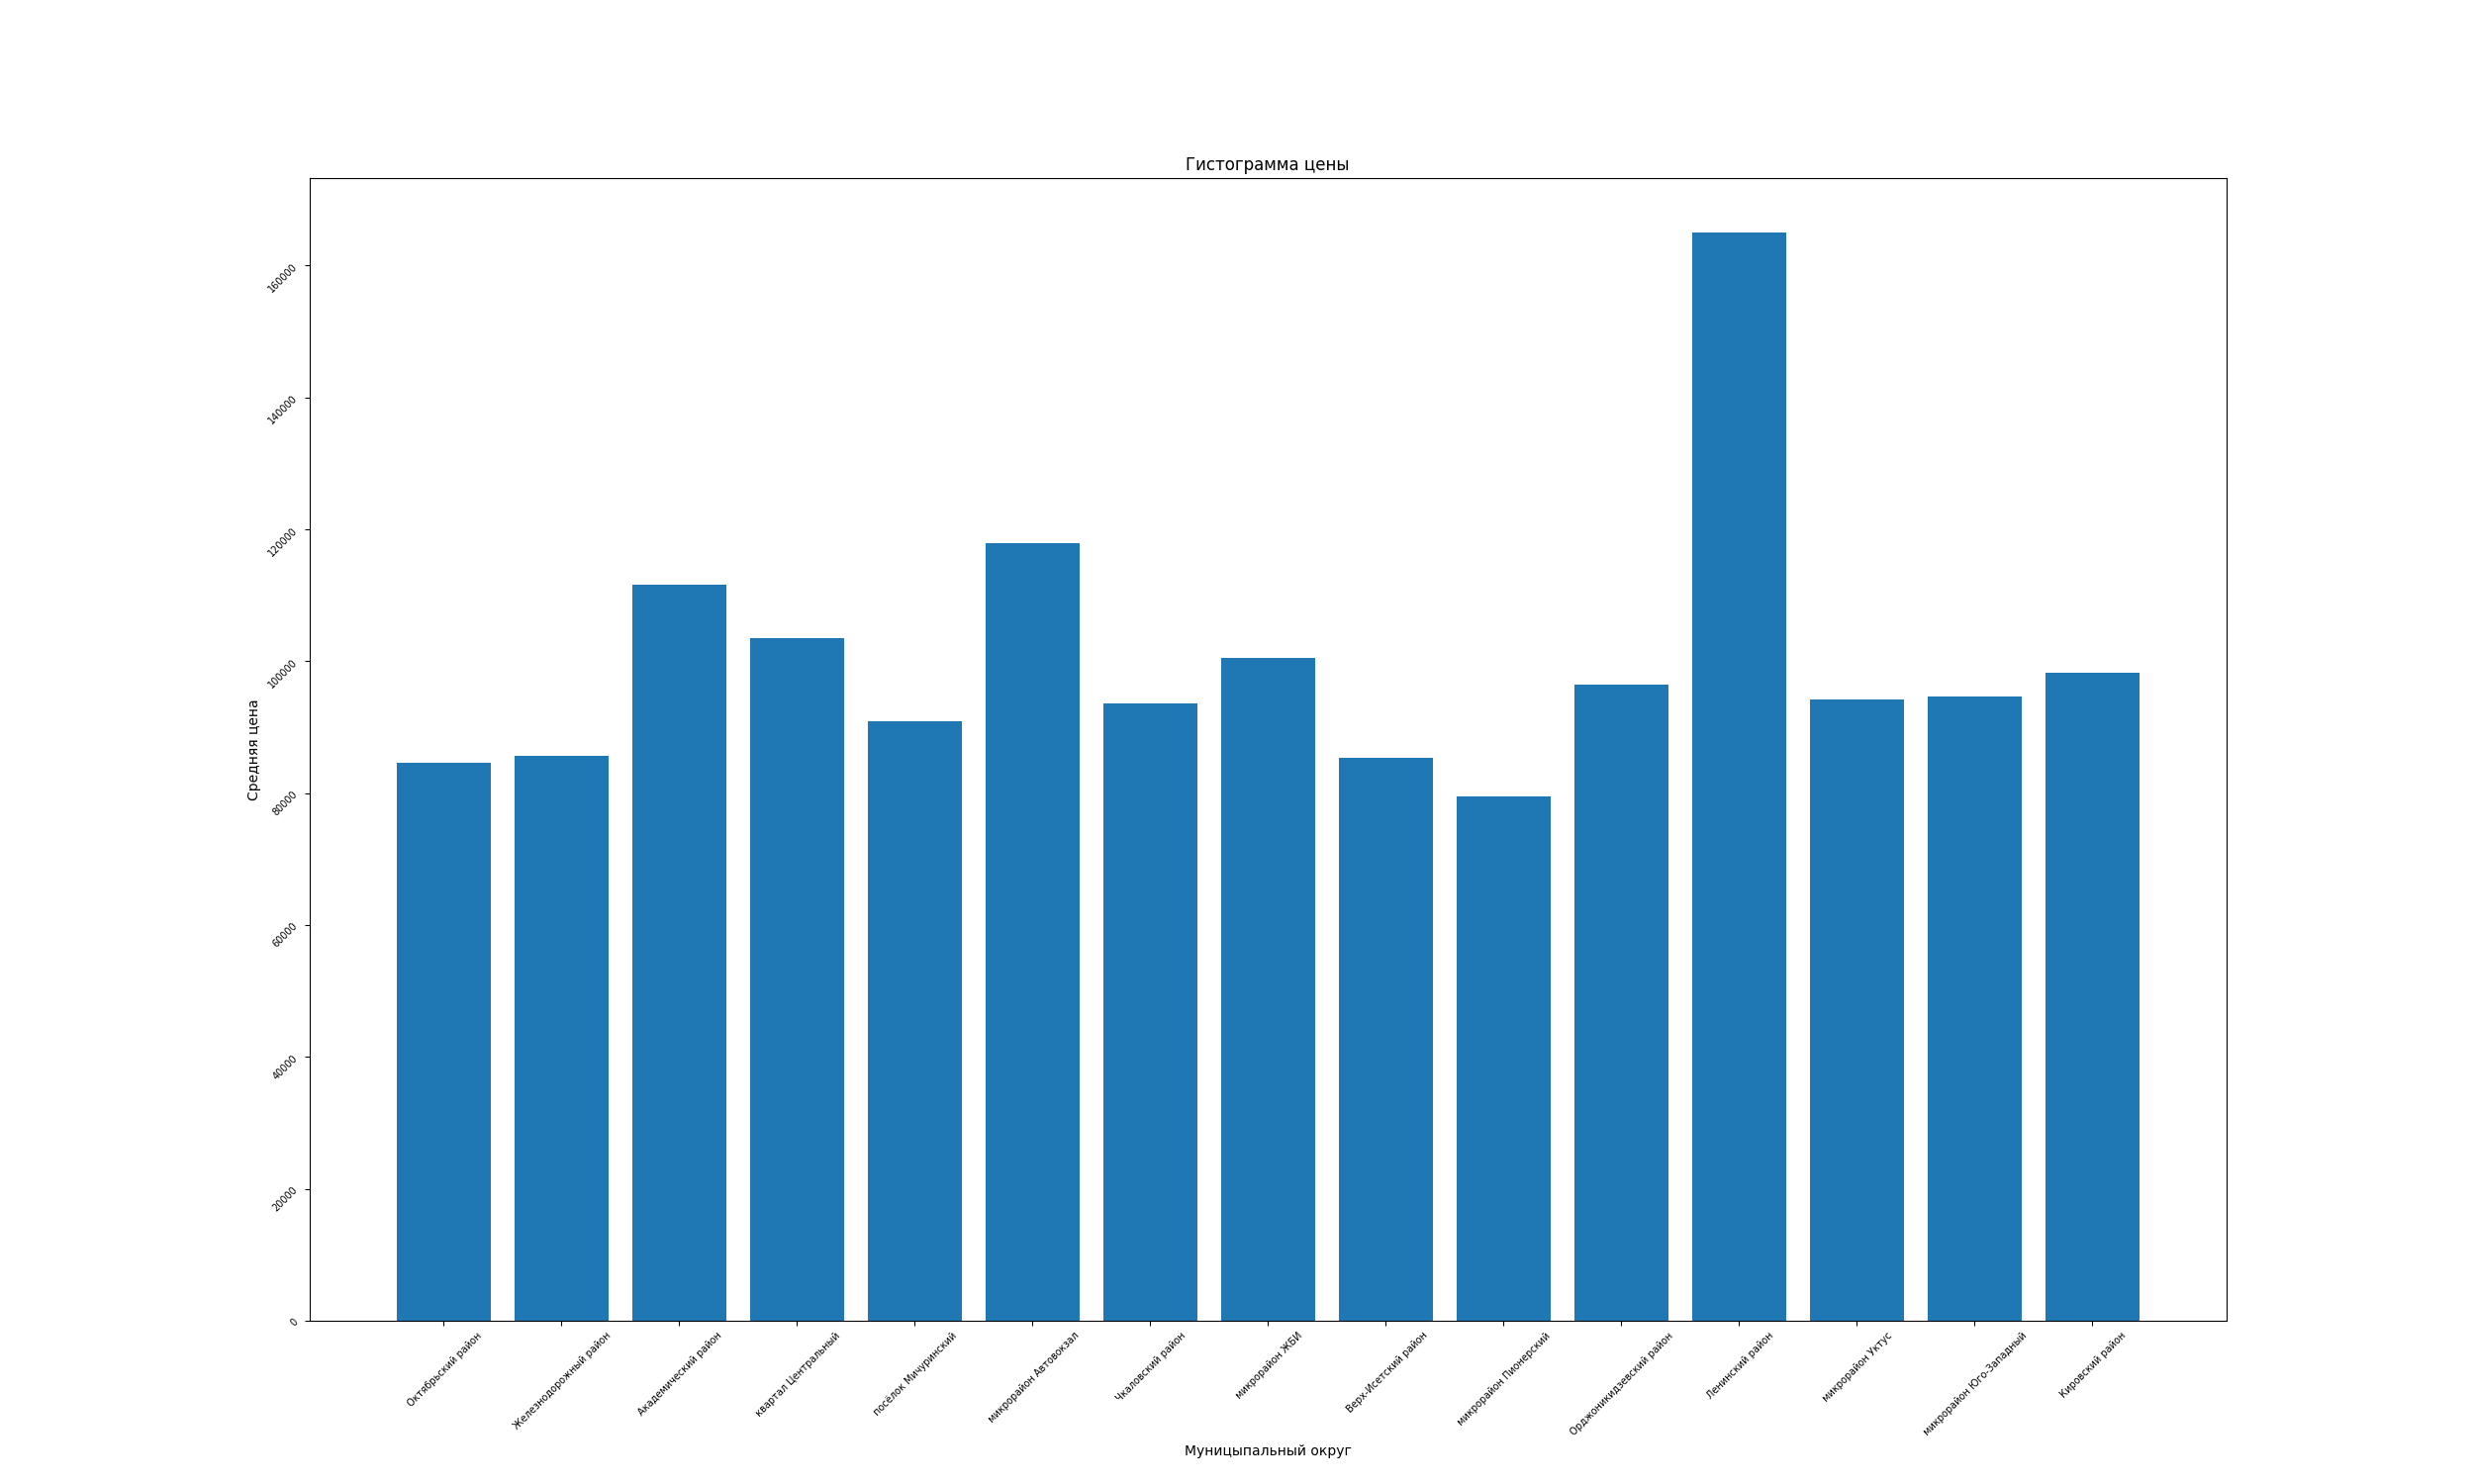 Гистограмма цены
160000
140000
120000
100000
80000
60000
40000
20000
0
Средняя цена
Октябрьский район
Железнодорожный район
Академический район
квартал Центральный
посёлок Мичуринский
микрорайон Автовокзал
Чкаловский район
микрорайон ЖБИ
Верх-Исетский район
микрорайон Пионерский
Орджоникидзевский район
Ленинский район
микрорайон Уктус
микрорайон Юго-Западный
Кировский район
Муницыпальный округ